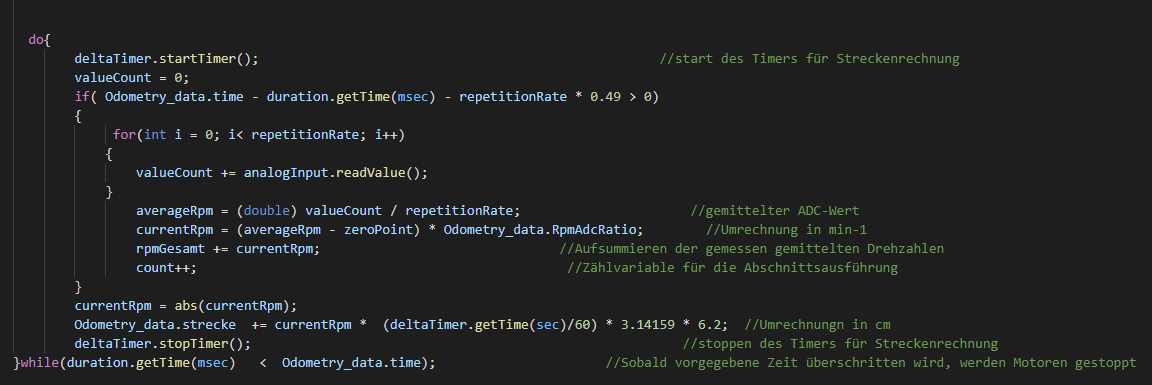 do{
deltaTimer.startTimer(); //start des Timers für Streckenrechnung
valueCount = 0;
if( Odometry_data.time - duration.getTime(msec) - repetitionRate * 0.49 > 0)
{
for(int i = 0; i< repetitionRate; i++)
{
valueCount += analogInput.readValue();
}
averageRpm = (double) valueCount / repetitionRate; //gemittelter ADC-Wert
currentRpm = (averageRpm - zeroPoint) * Odometry_data.RpmAdcRatio; //Umrechnung in min-1
rpmGesamt += currentRpm; //Aufsummieren der gemessen gemittelten Drehzahlen
count++; //Zählvariable für die Abschnittsausführung
}
currentRpm = abs(currentRpm);
Odometry_data.strecke += currentRpm * (deltaTimer.getTime(sec)/60) * 3.14159 * 6.2; //Umrechnungn in cm
deltaTimer.stopTimer(); //stoppen des Timers für Streckenrechnung
}while(duration.getTime(msec) < Odometry_data.time); //Sobald vorgegebene Zeit überschritten wird, werden Motoren gestoppt